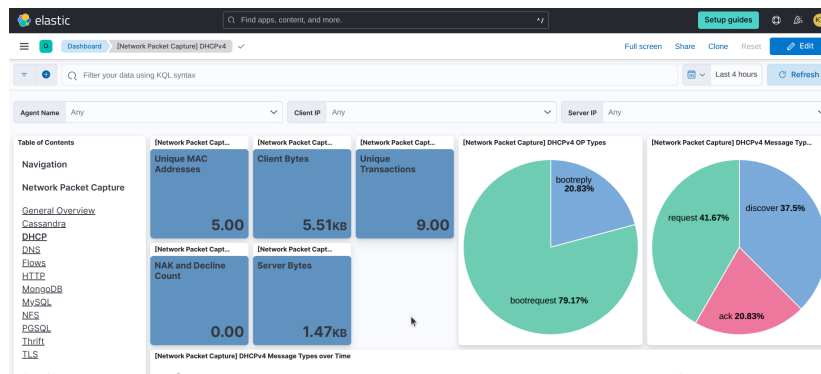 elastic
Find apps, content, and more.
^/
Setup guides
D
Dashboard
[Network Packet Capture] DHCPv4
Full screen
Share
Clone
Reset
Edit
Filter your data using KQL syntax
Last 4 hours
Refresh
Agent Name Any
Client IP Any
Server IP Any
Table of Contents
Navigation
Network Packet Capture
General Overview
Cassandra
DHCP
DNS
Flows
HTTP
MongoDB
MySQL
NFS
PGSQL
Thrift
TLS
[Network Packet Capt...
Unique MAC
Addresses
5.00
[Network Packet Capt...
Client Bytes
5.51KB
[Network Packet Capt...
Unique
Transactions
9.00
[Network Packet Capt...
NAK and Decline
Count
0.00
[Network Packet Capt...
Server Bytes
1.47KB
[Network Packet Capture] DHCPv4 OP Types
bootreply
20.83%
bootrequest 79.17%
[Network Packet Capture] DHCPv4 Message Typ...
request 41.67%
discover 37.5%
ack 20.83%
[Network Packet Capture] DHCPv4 Message Types over Time